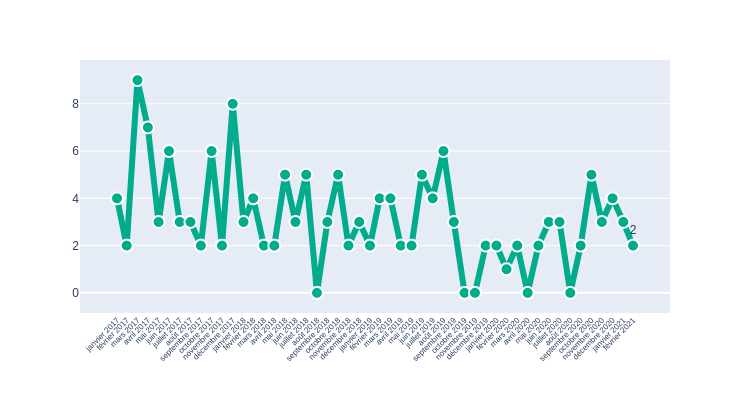 8
6
4
2
0
2
janvier 2017
février 2017
mars 2017
avril 2017
mai 2017
juin 2017
juillet 2017
août 2017
septembre 2017
octobre 2017
novembre 2017
décembre 2017
janvier 2018
février 2018
mars 2018
avril 2018
mai 2018
juin 2018
juillet 2018
août 2018
septembre 2018
octobre 2018
novembre 2018
décembre 2018
janvier 2019
février 2019
mars 2019
avril 2019
mai 2019
juin 2019
juillet 2019
août 2019
septembre 2019
octobre 2019
novembre 2019
décembre 2019
janvier 2020
février 2020
mars 2020
avril 2020
mai 2020
juin 2020
juillet 2020
août 2020
septembre 2020
octobre 2020
novembre 2020
décembre 2020
janvier 2021
février 2021